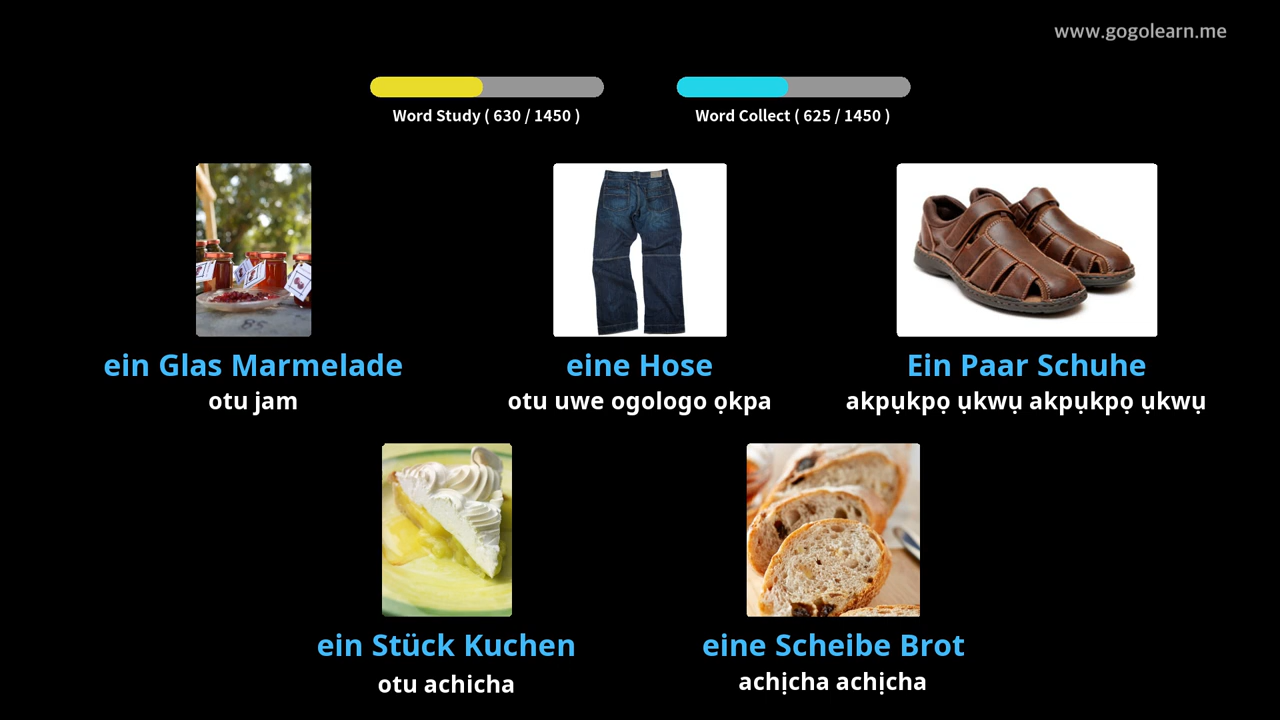 www.gogolearn.me
Word Study ( 630 / 1450 )
Word Collect ( 625 / 1450 )
ein Glas Marmelade
otu jam
eine Hose
otu uwe ogologo ọkpa
Ein Paar Schuhe
akpụkpọ ụkwụ akpụkpọ ụkwụ
ein Stück Kuchen
otu achicha
eine Scheibe Brot
achịcha achịcha